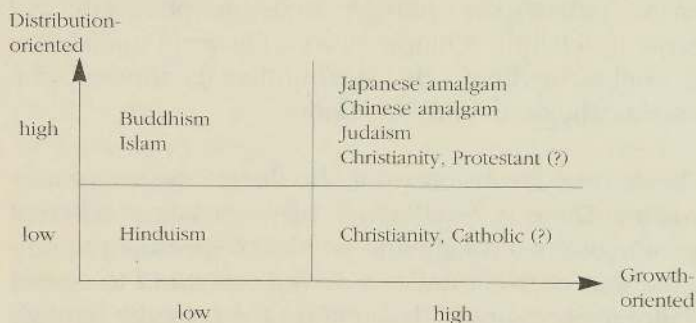 Distribution-
oriented
high
Buddhism
Islam
Japanese amalgam
Chinese amalgam
Judaism
Christianity, Protestant (?)
low
Hinduism
Christianity, Catholic (?)
Growth-
oriented
low
high